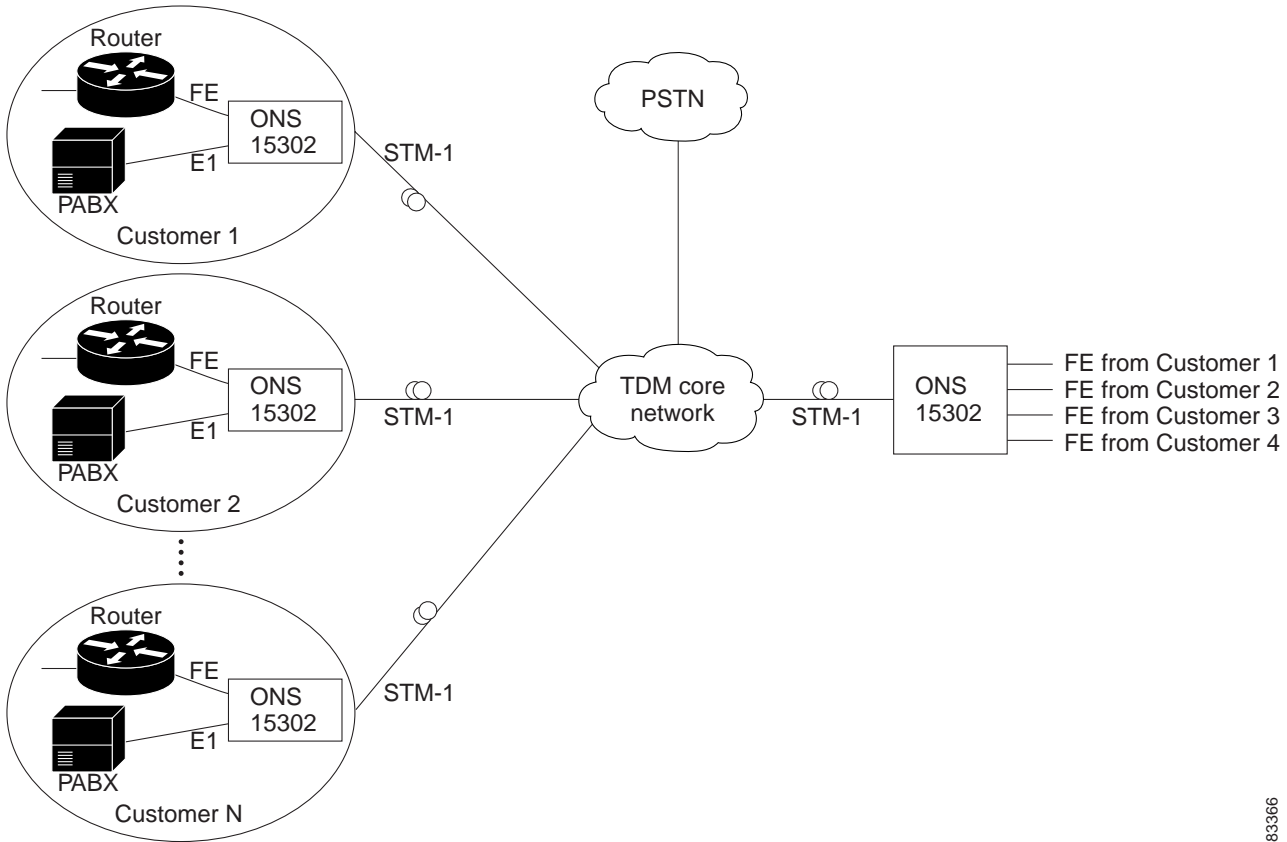 Router
FE
ONS
15302
E1
PABX
Customer 1
STM-1
PSTN
Router
FE
ONS
15302
E1
PABX
Customer 2
STM-1
TDM core
network
STM-1
ONS
15302
FE from Customer 1
FE from Customer 2
FE from Customer 3
FE from Customer 4
Router
FE
ONS
15302
E1
PABX
Customer N
STM-1
83366